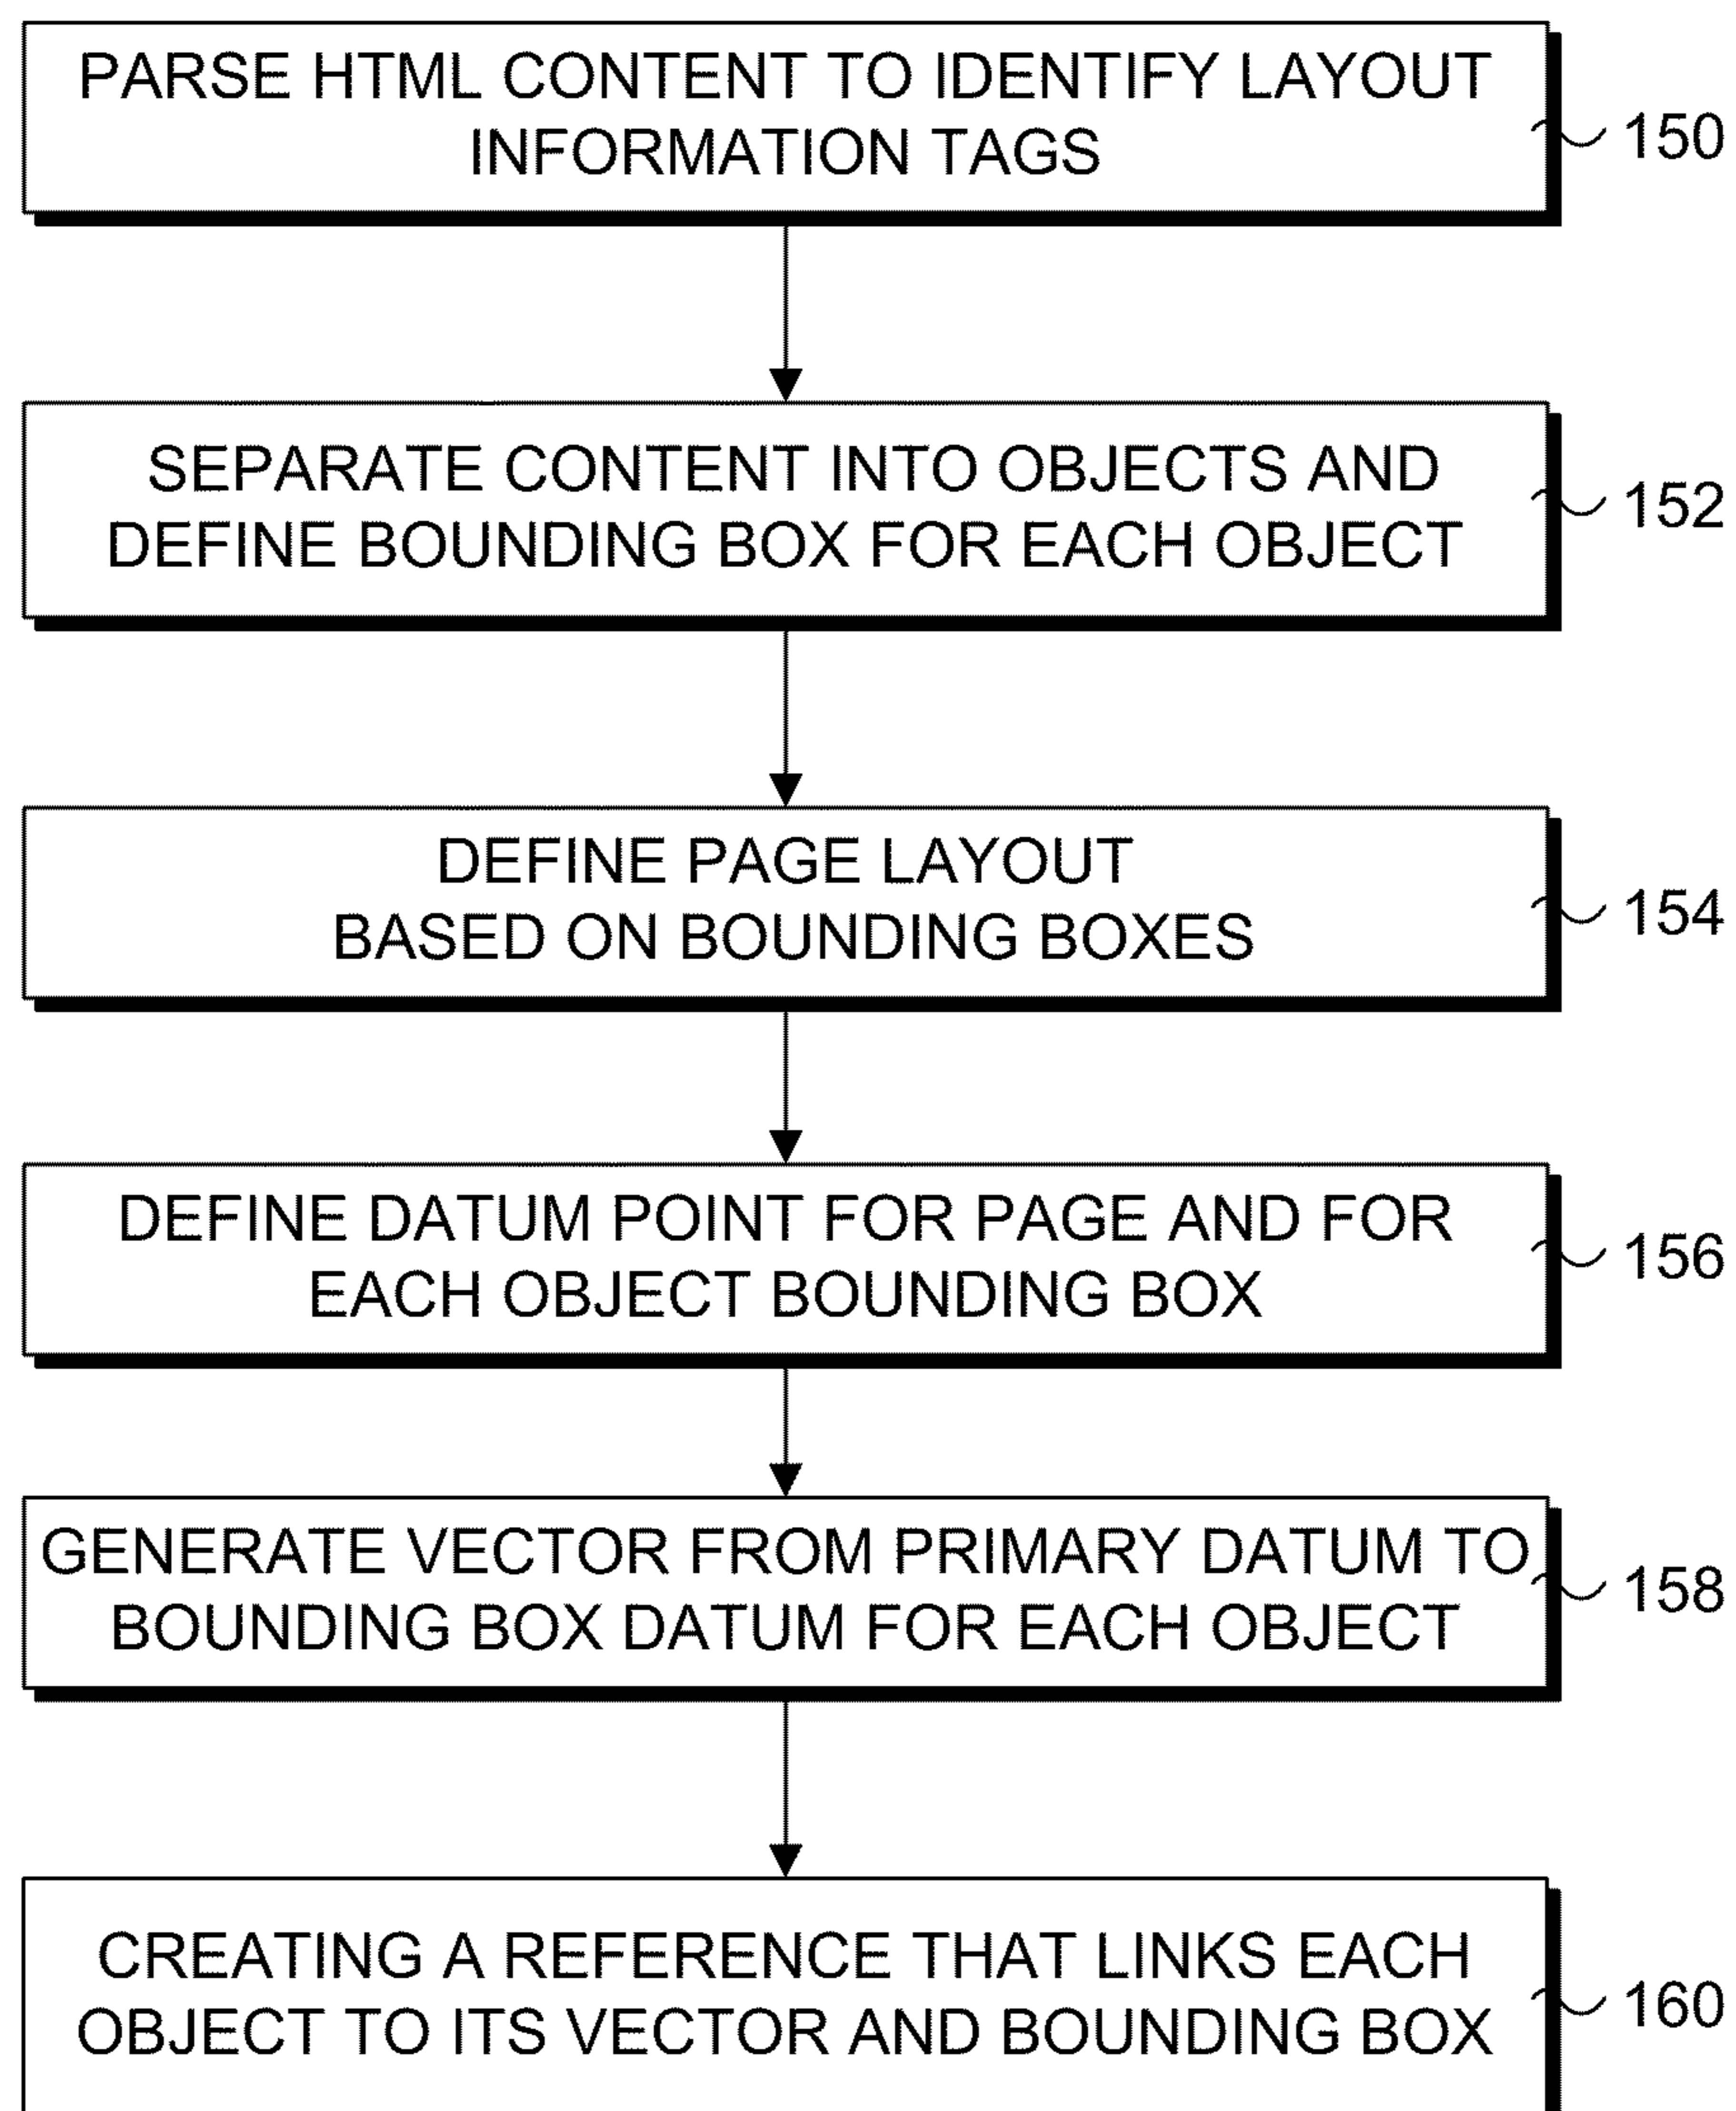 PARSE HTML CONTENT TO IDENTIFY LAYOUT
INFORMATION TAGS
150
SEPARATE CONTENT INTO OBJECTS AND
DEFINE BOUNDING BOX FOR EACH OBJECT
152
DEFINE PAGE LAYOUT
BASED ON BOUNDING BOXES
154
DEFINE DATUM POINT FOR PAGE AND FOR
EACH OBJECT BOUNDING BOX
156
GENERATE VECTOR FROM PRIMARY DATUM TO
BOUNDING BOX DATUM FOR EACH OBJECT
158
CREATING A REFERENCE THAT LINKS EACH
OBJECT TO ITS VECTOR AND BOUNDING BOX
160